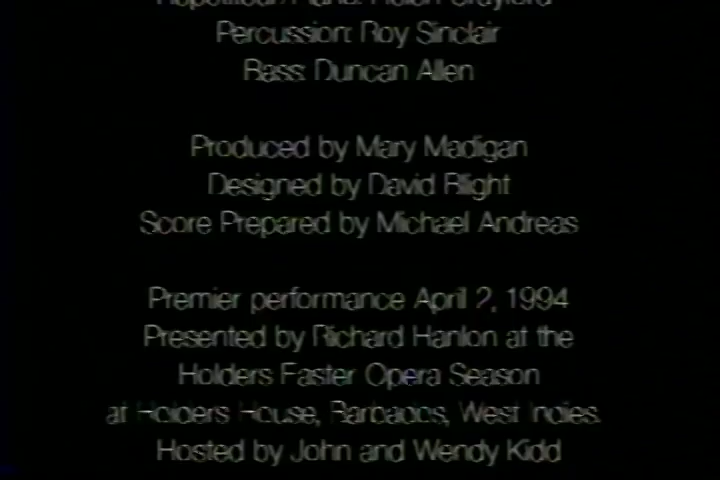 Percussion: Roy Sinclair
Bass: Duncan Allen
Produced by Mary Madigan
Designed by David Blight
Score Prepared by Michael Andreas
Premier performance April 2, 1994
Presented by Richard Hanlon at the
Holders Easter Opera Season
at Holders House, Barbados, West Indies.
Hosted by John and Wendy Kidd